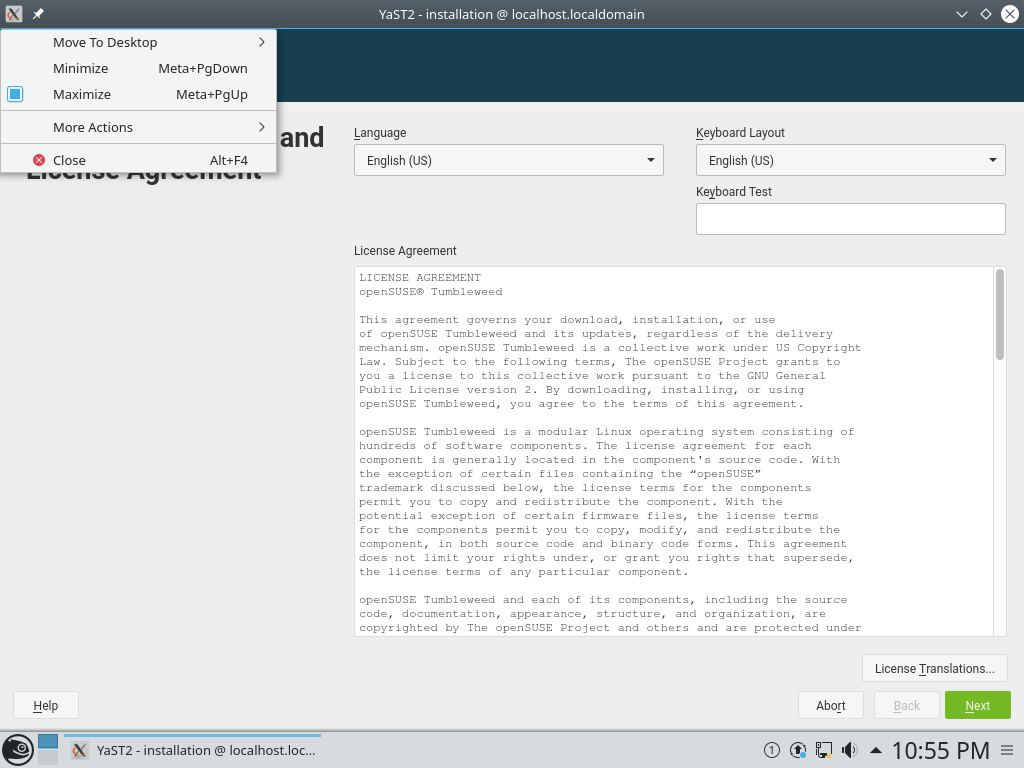 YaST2 - installation @ localhost.localdomain
Move To Desktop
Minimize Meta+PgDown
Maximize Meta+PgUp
More Actions
Close Alt+F4
and
License Agreement
Language
English (US)
Keyboard Layout
English (US)
Keyboard Test
License Agreement
LICENSE AGREEMENT
openSUSE® Tumbleweed
This agreement governs your download, installation, or use
of openSUSE Tumbleweed and its updates, regardless of the delivery
mechanism. openSUSE Tumbleweed is a collective work under US Copyright
Law. Subject to the following terms, The openSUSE Project grants to
you a license to this collective work pursuant to the GNU General
Public License version 2. By downloading, installing, or using
openSUSE Tumbleweed, you agree to the terms of this agreement.
openSUSE Tumbleweed is a modular Linux operating system consisting of
hundreds of software components. The license agreement for each
component is generally located in the component's source code. With
the exception of certain files containing the “openSUSE”
trademark discussed below, the license terms for the components
permit you to copy and redistribute the component. With the
potential exception of certain firmware files, the license terms
for the components permit you to copy, modify, and redistribute the
component, in both source code and binary code forms. This agreement
does not limit your rights under, or grant you rights that supersede,
the license terms of any particular component.
openSUSE Tumbleweed and each of its components, including the source
code, documentation, appearance, structure, and organization, are
copyrighted by The openSUSE Project and others and are protected under
License Translations...
Help
Abort
Back
Next
YaST2 - installation @ localhost.loc...
1
10:55 PM